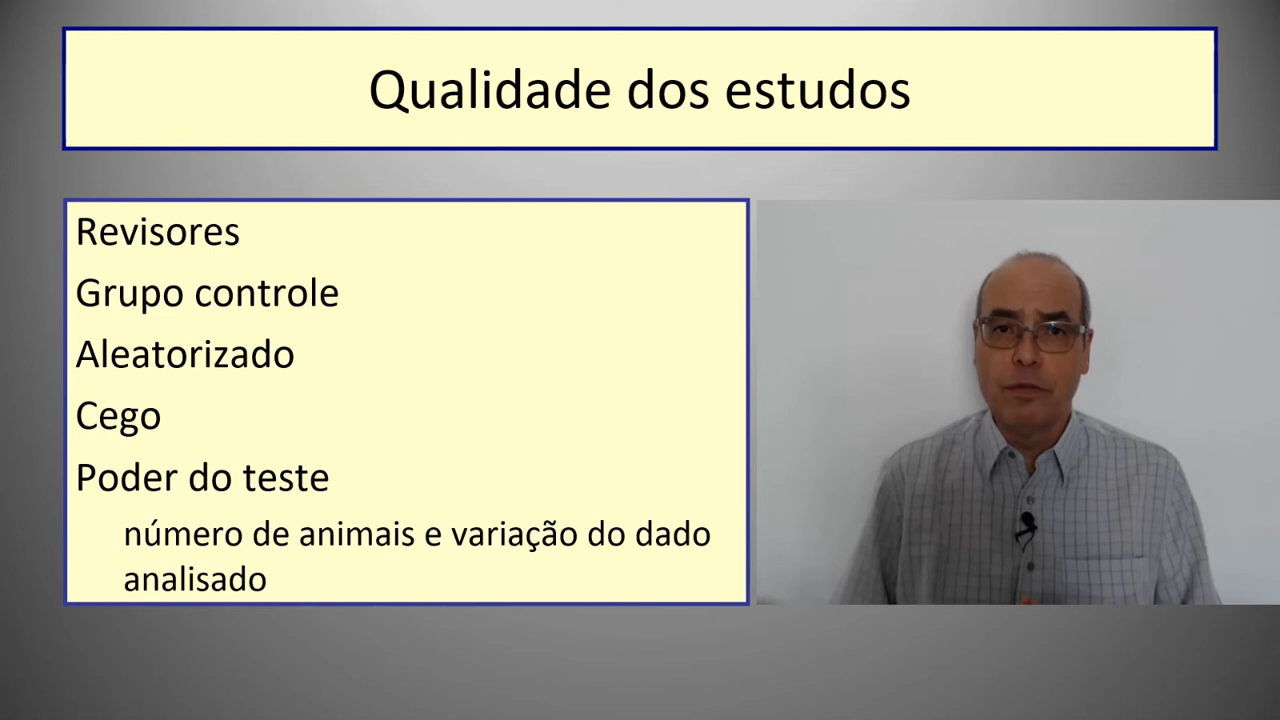 Qualidade dos estudos
Revisores
Grupo controle
Aleatorizado
Cego
Poder do teste
número de animais e variação do dado
analisado